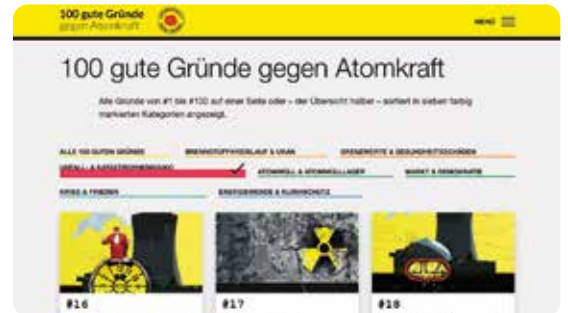 100 gute Gründe
gegen Atomkraft
MENÜ
100 gute Gründe gegen Atomkraft
Alle Gründe von #1 bis #100 auf einer Seite oder – der Übersicht halber – sortiert in sieben farbig
markierten Kategorien angezeigt.
ALLE 100 GUTEN GRÜNDE
BRENNSTOFFVERLAUF & URAN
GRENZWERTE & GESUNDHEITSSCHÄDEN
UNFALL- & KATASTROPHENRISIKO
ATOMMÜLL & ATOMMÜLLLAGER
MARKT & DEMOKRATIE
KRIEG & FRIEDEN
ENERGIEWENDE & KLIMASCHUTZ
#16
#17
#18